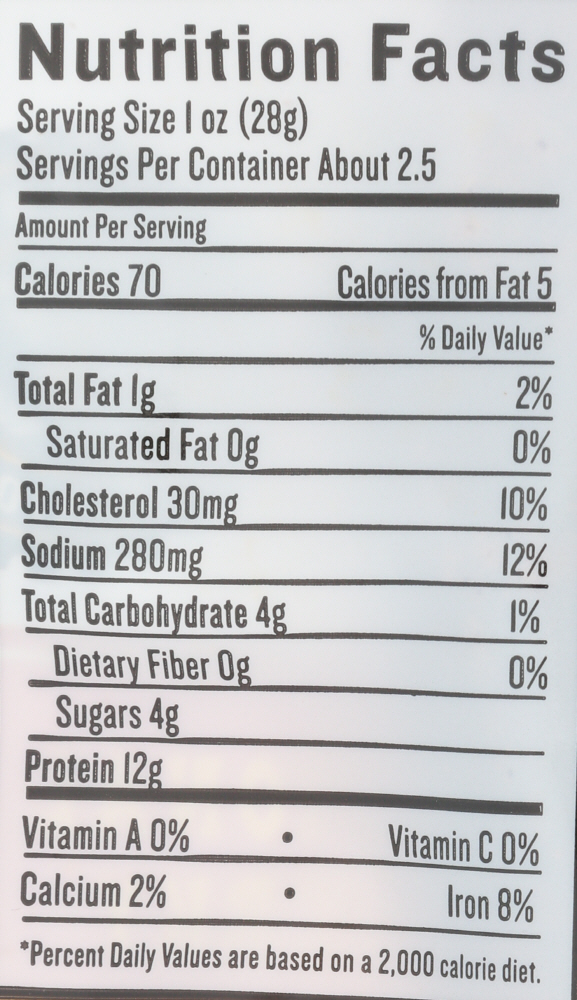 Nutrition Facts
Serving Size 1 oz (28g)
Servings Per Container About 2.5
Amount Per Serving
Calories 70 Calories from Fat 5
% Daily Value*
Total Fat 1g 2%
Saturated Fat 0g 0%
Cholesterol 30mg 10%
Sodium 280mg 12%
Total Carbohydrate 4g 1%
Dietary Fiber 0g 0%
Sugars 4g
Protein 12g
Vitamin A 0% • Vitamin C 0%
Calcium 2% • Iron 8%
*Percent Daily Values are based on a 2,000 calorie diet.